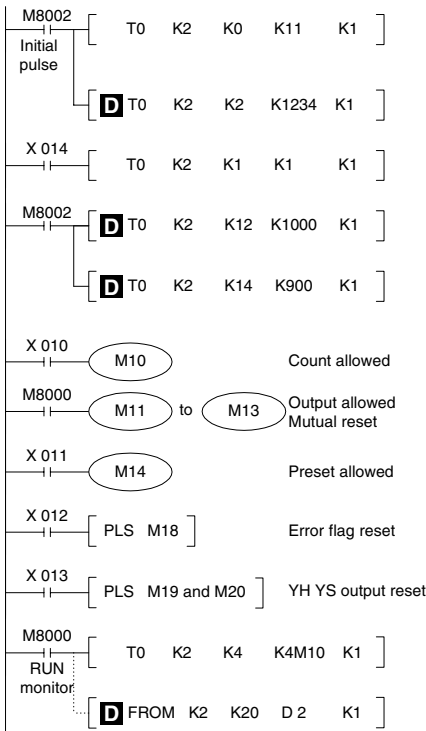 M8002
Initial
pulse
T0 K2 K0 K11 K1
D T0 K2 K2 K1234 K1
X 014
T0 K2 K1 K1 K1
M8002
D T0 K2 K12 K1000 K1
D T0 K2 K14 K900 K1
X 010
M10 Count allowed
M8000
M11 to M13 Output allowed
Mutual reset
X 011
M14 Preset allowed
X 012
PLS M18 Error flag reset
X 013
PLS M19 and M20 YH YS output reset
M8000
RUN
monitor
T0 K2 K4 K4M10 K1
D FROM K2 K20 D 2 K1